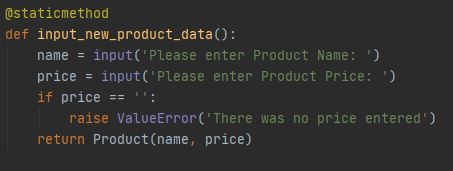 @staticmethod
def input_new_product_data():
    name = input('Please enter Product Name: ')
    price = input('Please enter Product Price: ')
    if price == '':
        raise ValueError('There was no price entered')
    return Product(name, price)